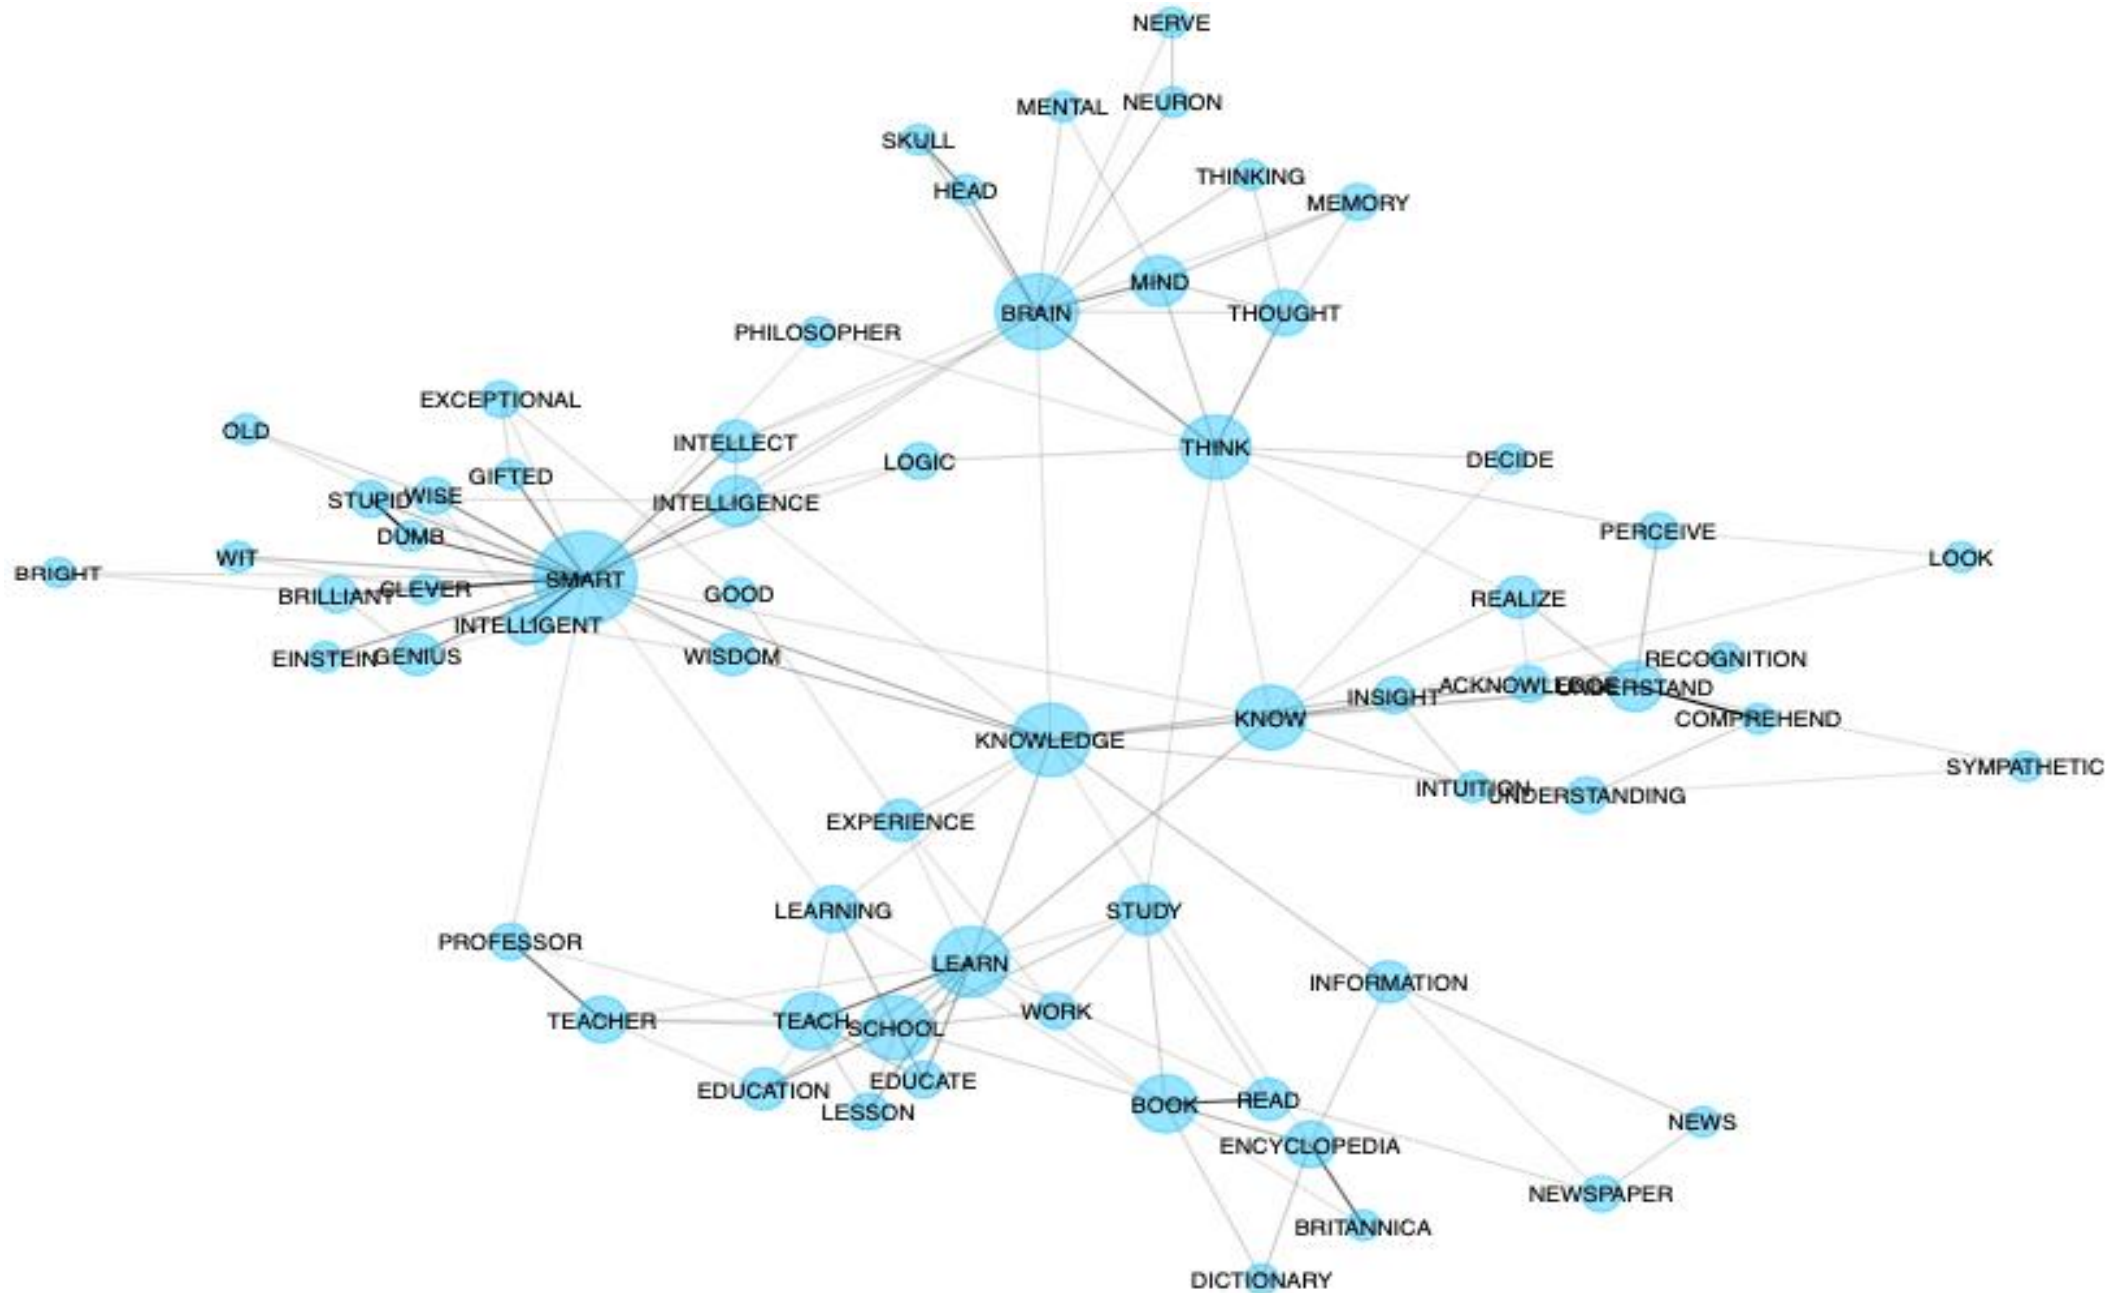 NERVE
MENTAL
NEURON
SKULL
THINKING
HEAD
MEMORY
MIND
BRAIN
THOUGHT
PHILOSOPHER
EXCEPTIONAL
OLD
INTELLECT
THINK
LOGIC
DECIDE
GIFTED
STUPID
WISE
INTELLIGENCE
PERCEIVE
DUMB
WIT
LOOK
BRIGHT
SMART
BRILLIANT
CLEVER
GOOD
REALIZE
INTELLIGENT
EINSTEIN
GENIUS
WISDOM
RECOGNITION
INSIGHT
ACKNOWLEDGE
UNDERSTAND
KNOW
COMPREHEND
KNOWLEDGE
SYMPATHETIC
INTUITION
UNDERSTANDING
EXPERIENCE
LEARNING
STUDY
PROFESSOR
LEARN
INFORMATION
TEACHER
TEACH
SCHOOL
WORK
EDUCATION
EDUCATE
LESSON
BOOK
READ
NEWS
ENCYCLOPEDIA
NEWSPAPER
BRITANNICA
DICTIONARY